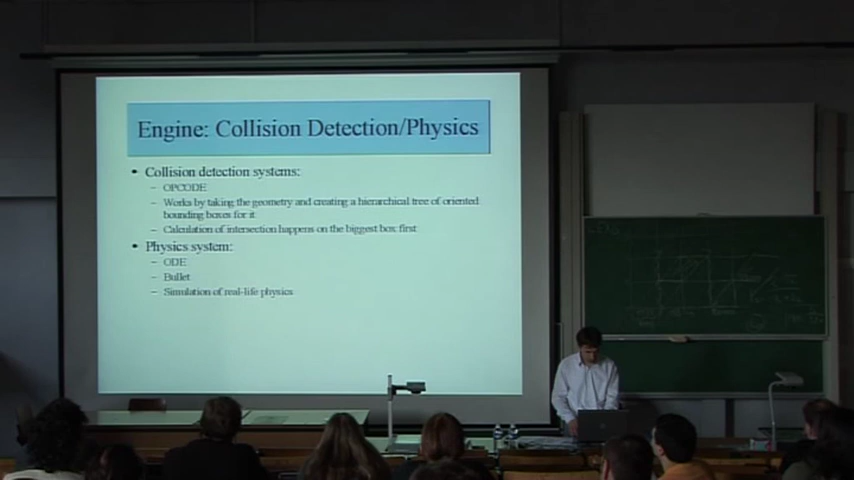 Engine: Collision Detection/Physics
• Collision detection systems:
– OPCODE
– Works by taking the geometry and creating a hierarchical tree of oriented
bounding boxes for it
– Calculation of intersection happens on the biggest box first
• Physics system:
– ODE
– Bullet
– Simulation of real-life physics